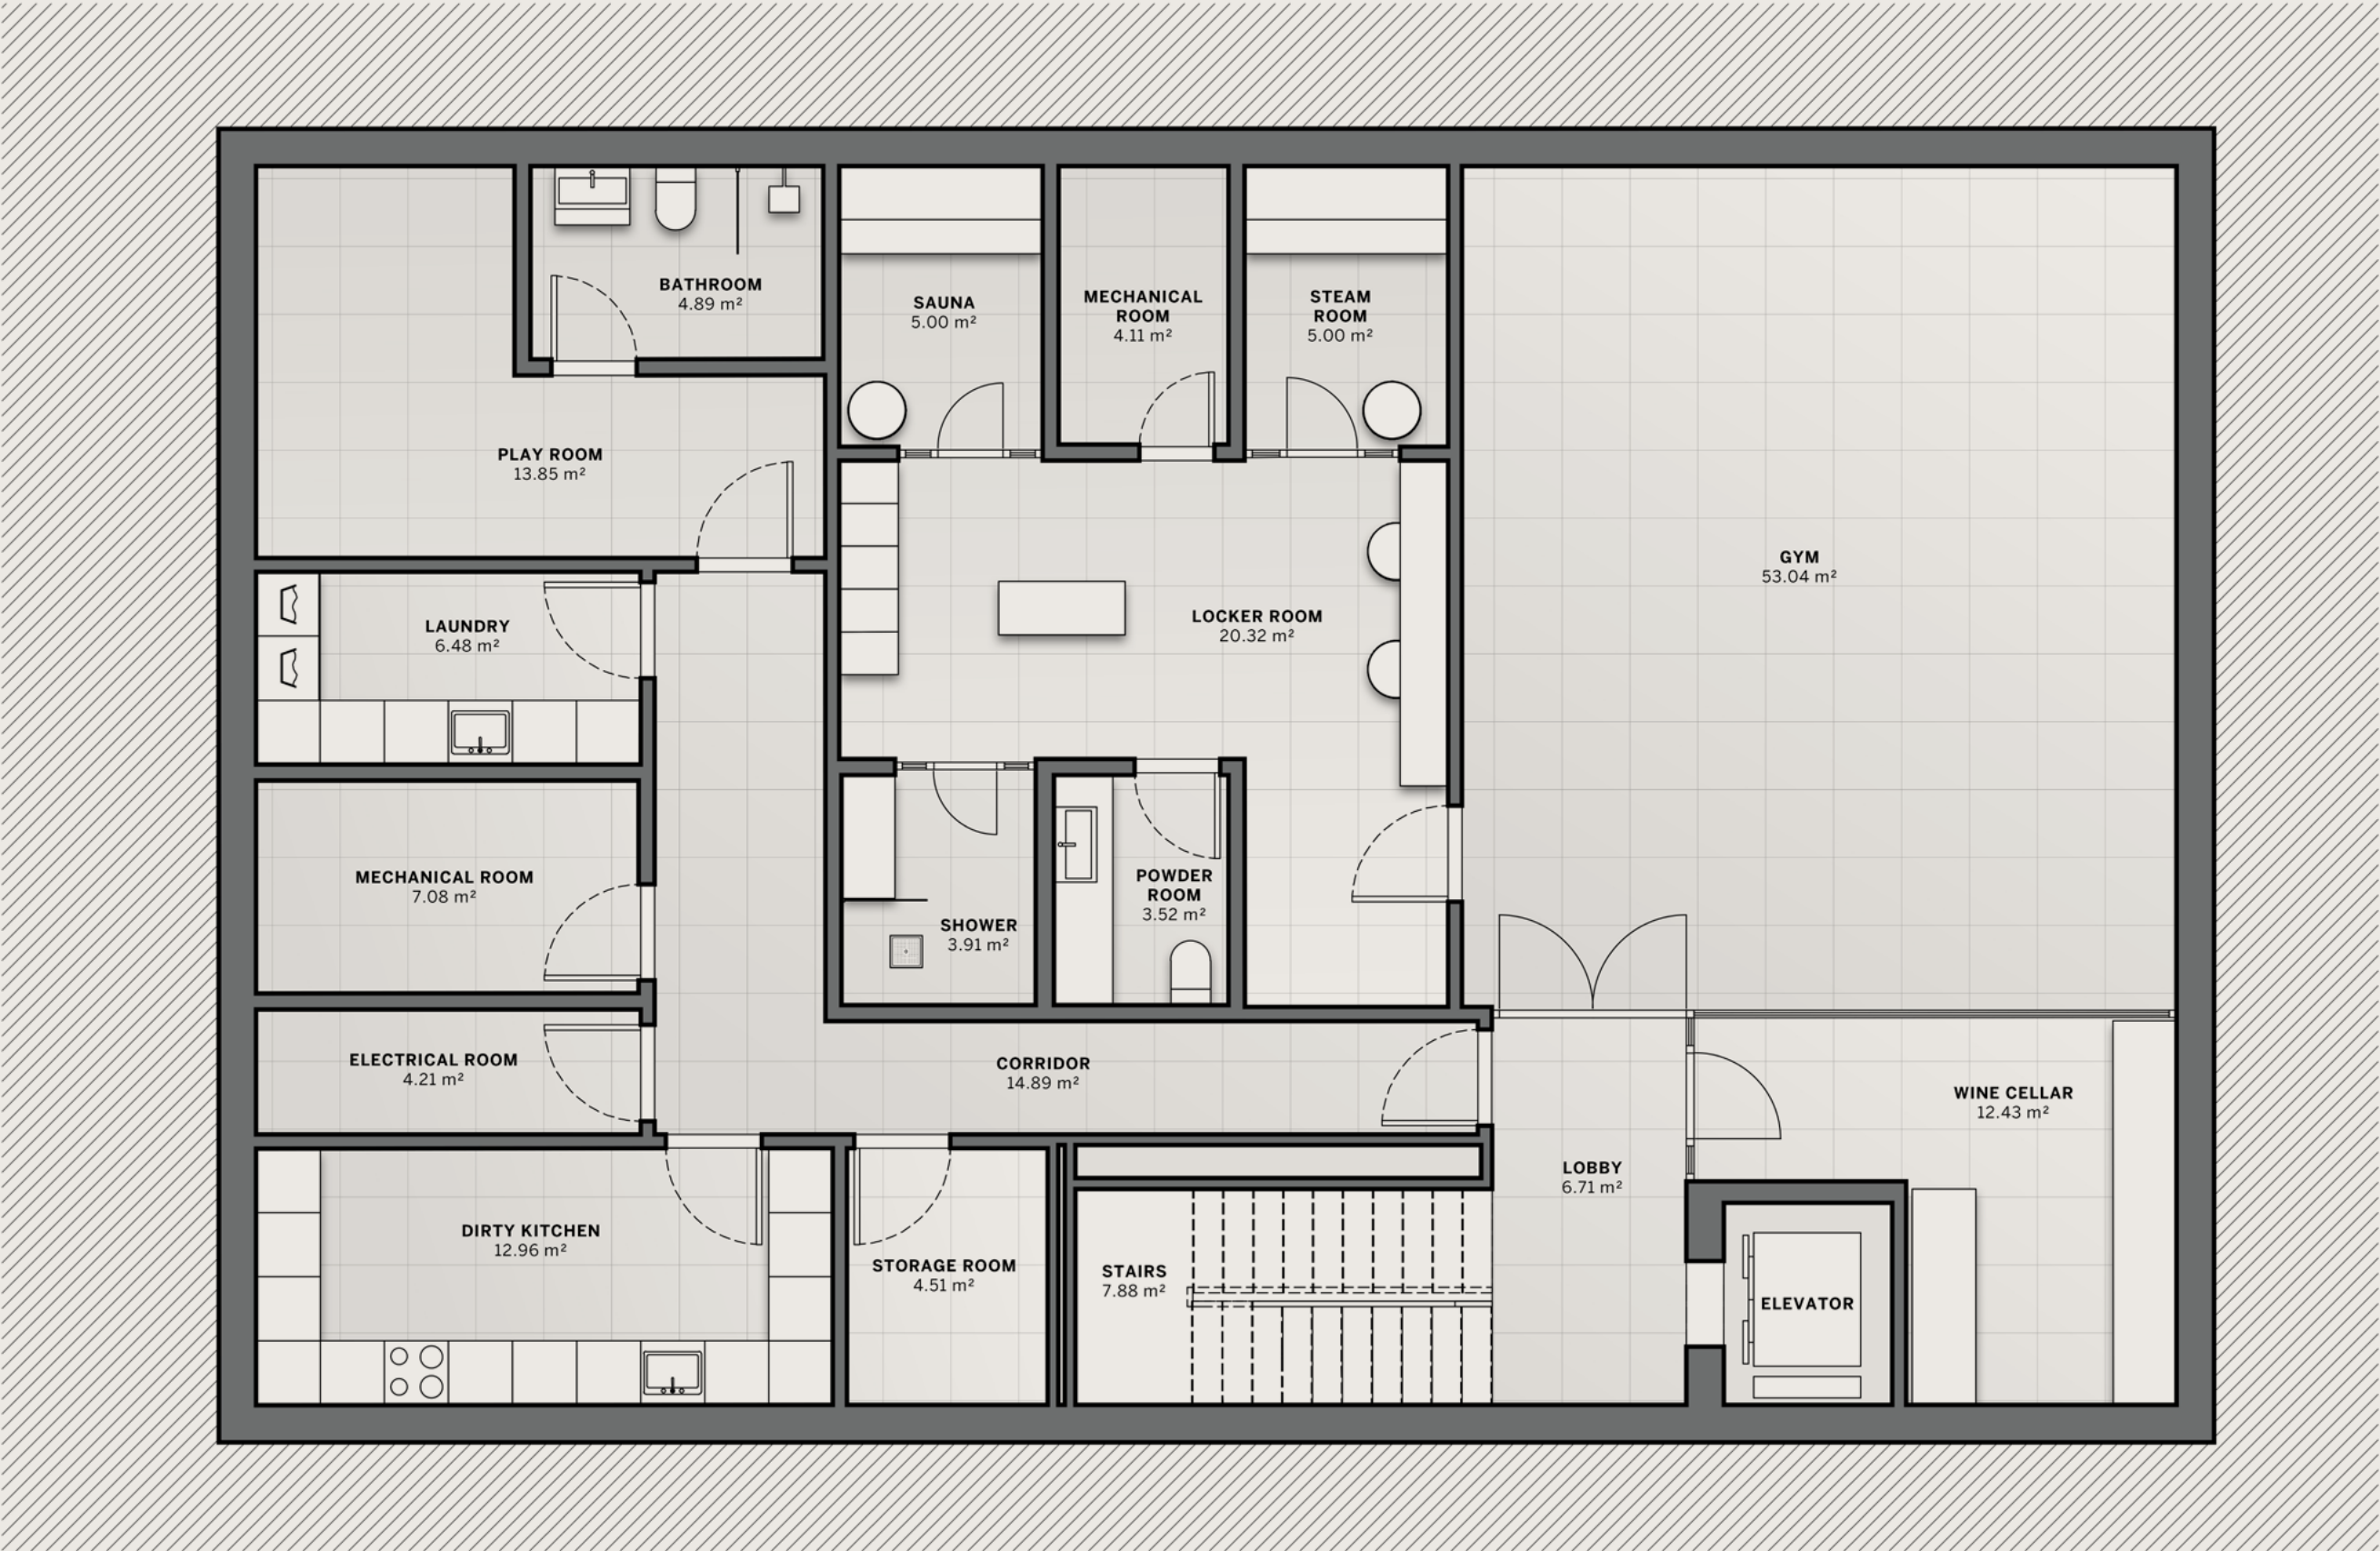 BATHROOM
4.89 m²
SAUNA
5.00 m²
MECHANICAL
ROOM
4.11 m²
STEAM
ROOM
5.00 m²
PLAY ROOM
13.85 m²
GYM
53.04 m²
LAUNDRY
6.48 m²
LOCKER ROOM
20.32 m²
MECHANICAL ROOM
7.08 m²
POWDER
ROOM
3.52 m²
SHOWER
3.91 m²
ELECTRICAL ROOM
4.21 m²
CORRIDOR
14.89 m²
WINE CELLAR
12.43 m²
LOBBY
6.71 m²
DIRTY KITCHEN
12.96 m²
STORAGE ROOM
4.51 m²
STAIRS
7.88 m²
ELEVATOR